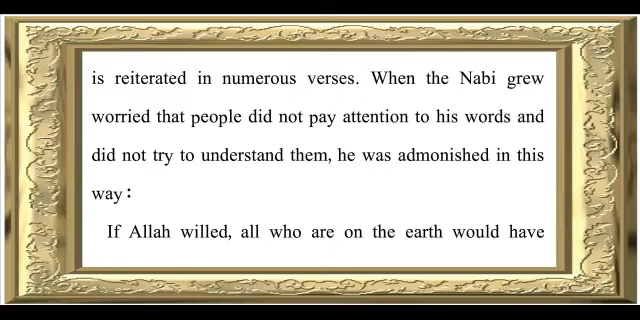 is reiterated in numerous verses. When the Nabi grew
worried that people did not pay attention to his words and
did not try to understand them, he was admonished in this
way:
If Allah willed, all who are on the earth would have